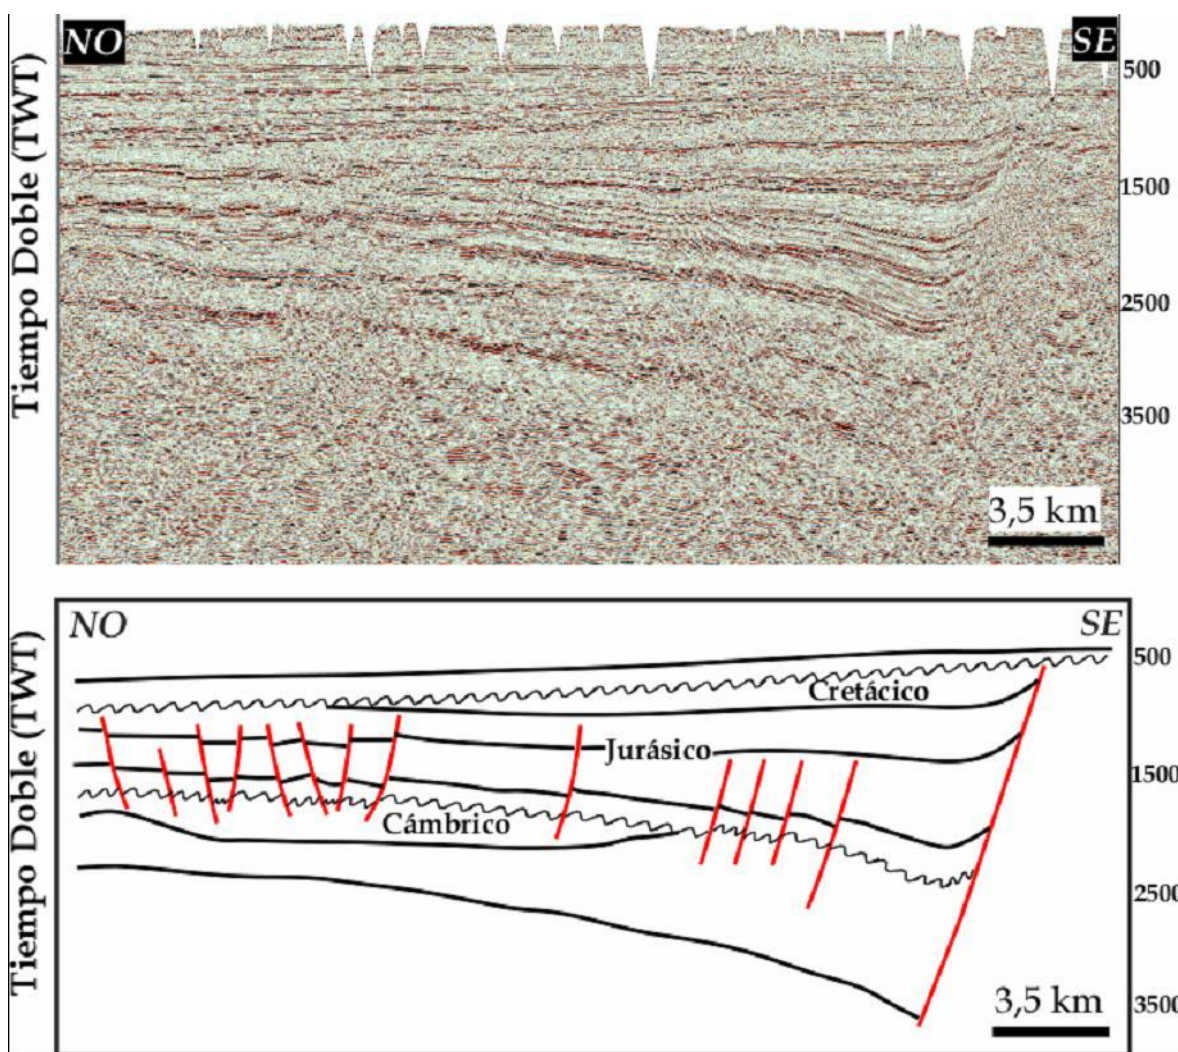 NO
SE
Tiempo Doble (TWT)
500
1500
2500
3500
3,5 km
NO
SE
Tiempo Doble (TWT)
500
Cretácico
Jurásico
1500
Cámbrico
2500
3,5 km
3500